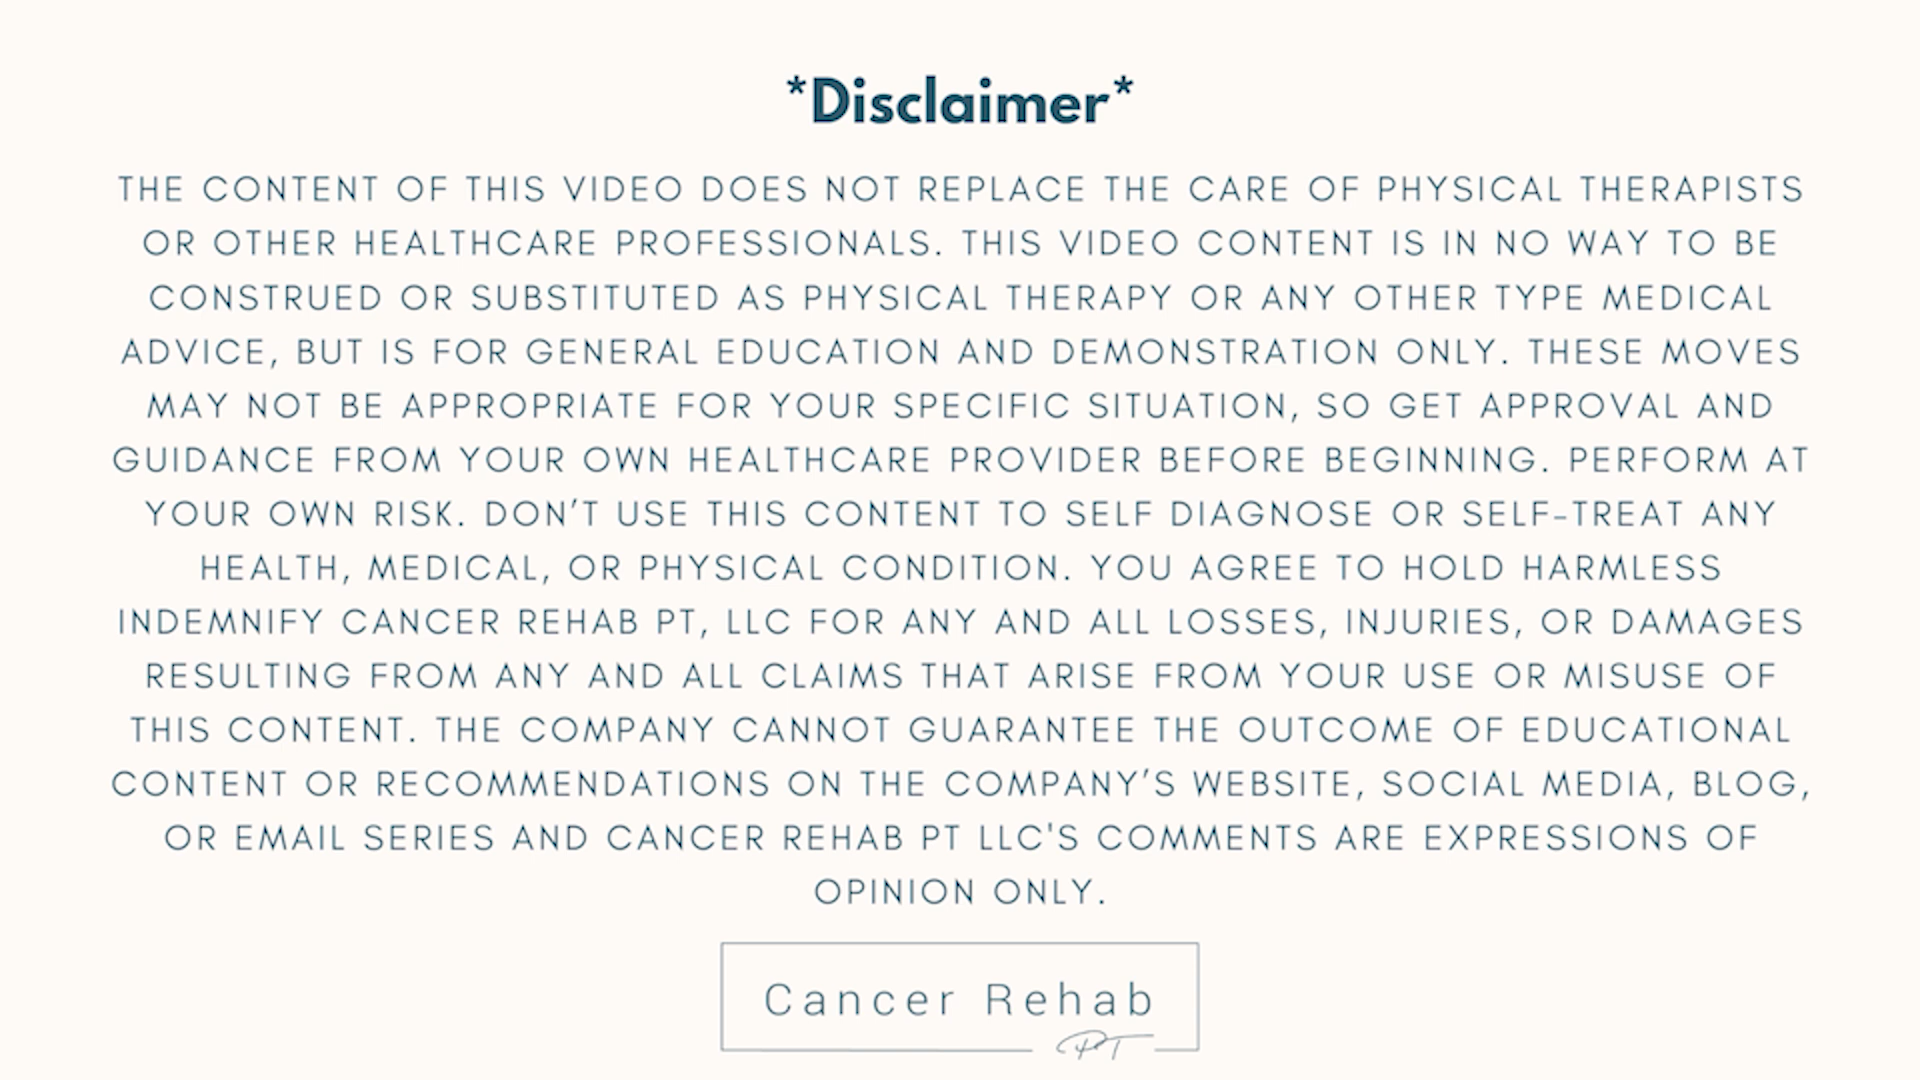 *Disclaimer*
THE CONTENT OF THIS VIDEO DOES NOT REPLACE THE CARE OF PHYSICAL THERAPISTS
OR OTHER HEALTHCARE PROFESSIONALS. THIS VIDEO CONTENT IS IN NO WAY TO BE
CONSTRUED OR SUBSTITUTED AS PHYSICAL THERAPY OR ANY OTHER TYPE MEDICAL
ADVICE, BUT IS FOR GENERAL EDUCATION AND DEMONSTRATION ONLY. THESE MOVES
MAY NOT BE APPROPRIATE FOR YOUR SPECIFIC SITUATION, SO GET APPROVAL AND
GUIDANCE FROM YOUR OWN HEALTHCARE PROVIDER BEFORE BEGINNING. PERFORM AT
YOUR OWN RISK. DON’T USE THIS CONTENT TO SELF DIAGNOSE OR SELF-TREAT ANY
HEALTH, MEDICAL, OR PHYSICAL CONDITION. YOU AGREE TO HOLD HARMLESS
INDEMNIFY CANCER REHAB PT, LLC FOR ANY AND ALL LOSSES, INJURIES, OR DAMAGES
RESULTING FROM ANY AND ALL CLAIMS THAT ARISE FROM YOUR USE OR MISUSE OF
THIS CONTENT. THE COMPANY CANNOT GUARANTEE THE OUTCOME OF EDUCATIONAL
CONTENT OR RECOMMENDATIONS ON THE COMPANY’S WEBSITE, SOCIAL MEDIA, BLOG,
OR EMAIL SERIES AND CANCER REHAB PT LLC'S COMMENTS ARE EXPRESSIONS OF
OPINION ONLY.
Cancer Rehab
PT